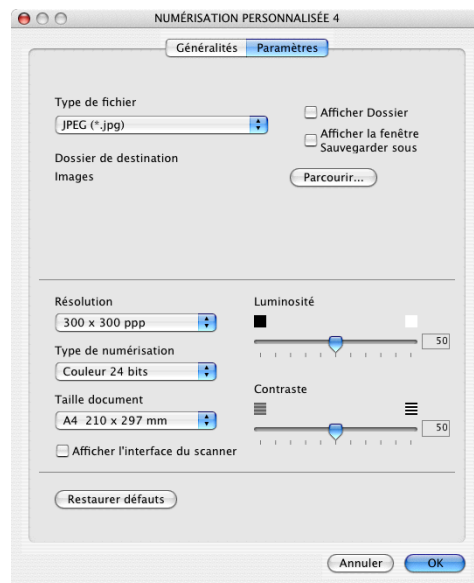 NUMÉRISATION PERSONNALISÉE 4
Généralités Paramètres
Type de fichier
JPEG (*.jpg)
Afficher Dossier
Afficher la fenêtre
Sauvegarder sous
Dossier de destination
Images
Parcourir...
Résolution
300 x 300 ppp
Type de numérisation
Couleur 24 bits
Taille document
A4 210 x 297 mm
Afficher l'interface du scanner
Luminosité
50
Contraste
50
Restaurer défauts
Annuler OK